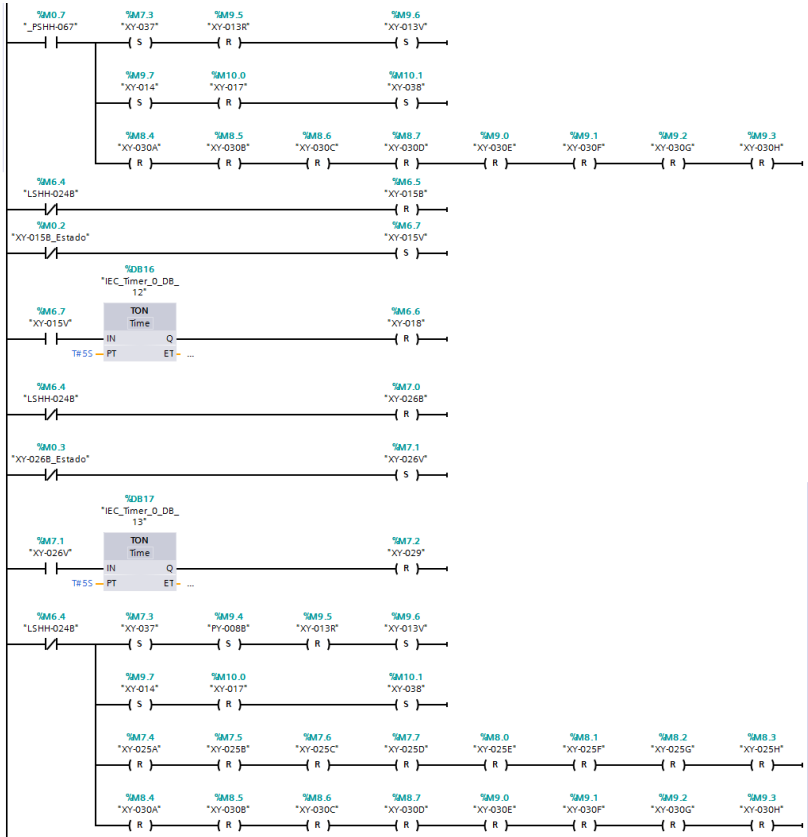 %M0.7 %M7.3 %M9.5 %M9.6
"_PSHH-067" "XY-037" "XY-013R" "XY-013V"
S R S
%M9.7 %M10.0 %M10.1
"XY-014" "XY-017" "XY-038"
S R S
%M8.4 %M8.5 %M8.6 %M8.7 %M9.0 %M9.1 %M9.2 %M9.3
"XY-030A" "XY-030B" "XY-030C" "XY-030D" "XY-030E" "XY-030F" "XY-030G" "XY-030H"
R R R R R R R R
%M6.4 %M6.5
"LSHH-024B" "XY-015B"
R
%M0.2 %M6.7
"XY-015B_Estado" "XY-015V"
S
%DB16
"IEC_Timer_0_DB_
12"
%M6.7 TON %M6.6
"XY-015V" Time "XY-018"
IN Q R
T#5S PT ET ...
%M6.4 %M7.0
"LSHH-024B" "XY-026B"
R
%M0.3 %M7.1
"XY-026B_Estado" "XY-026V"
S
%DB17
"IEC_Timer_0_DB_
13"
%M7.1 TON %M7.2
"XY-026V" Time "XY-029"
IN Q R
T#5S PT ET ...
%M6.4 %M7.3 %M9.4 %M9.5 %M9.6
"LSHH-024B" "XY-037" "PY-008B" "XY-013R" "XY-013V"
S S R S
%M9.7 %M10.0 %M10.1
"XY-014" "XY-017" "XY-038"
S R S
%M7.4 %M7.5 %M7.6 %M7.7 %M8.0 %M8.1 %M8.2 %M8.3
"XY-025A" "XY-025B" "XY-025C" "XY-025D" "XY-025E" "XY-025F" "XY-025G" "XY-025H"
R R R R R R R R
%M8.4 %M8.5 %M8.6 %M8.7 %M9.0 %M9.1 %M9.2 %M9.3
"XY-030A" "XY-030B" "XY-030C" "XY-030D" "XY-030E" "XY-030F" "XY-030G" "XY-030H"
R R R R R R R R